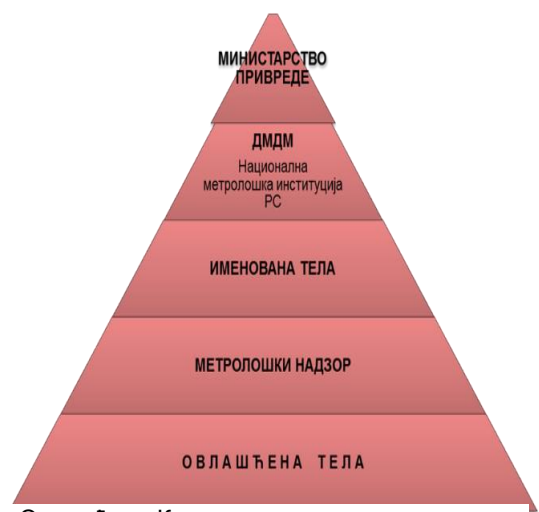 МИНИСТАРСТВО
ПРИВРЕДЕ
ДМДМ
Национална
метролошка институција
РС
ИМЕНОВАНА ТЕЛА
МЕТРОЛОШКИ НАДЗОР
ОВЛАШЋЕНА ТЕЛА